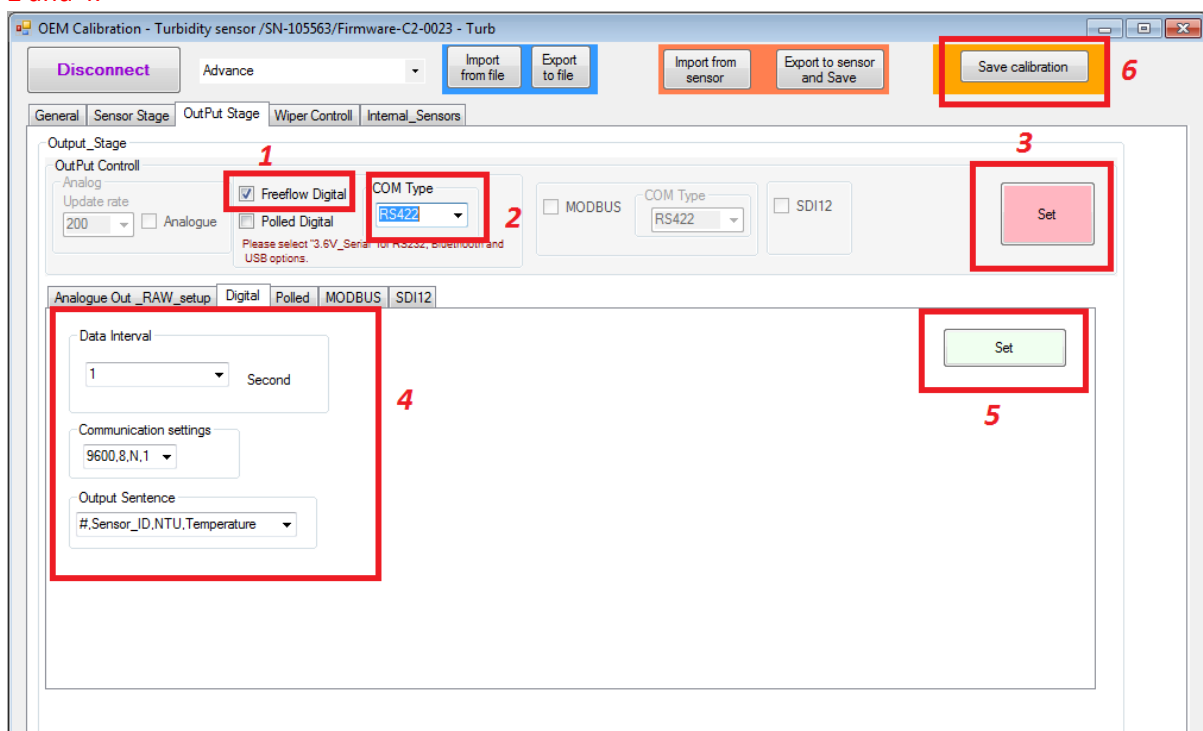 OEM Calibration - Turbidity sensor /SN-105563/Firmware-C2-0023 - Turb
Disconnect
Advance
Import
from file
Export
to file
Import from
sensor
Export to sensor
and Save
Save calibration
6
General
Sensor Stage
OutPut Stage
Wiper Controll
Internal_Sensors
Output_Stage
OutPut Controll
1
3
Analog
Update rate
200
Analogue
Freeflow Digital
Polled Digital
COM Type
RS422
2
Please select "3.6V_Serial" for RS232, Bluethooth and
USB options.
MODBUS
COM Type
RS422
SDI12
Set
Analogue Out _RAW_setup
Digital
Polled
MODBUS
SDI12
Data Interval
1
Second
4
Set
5
Communication settings
9600,8,N,1
Output Sentence
#,Sensor_ID,NTU,Temperature